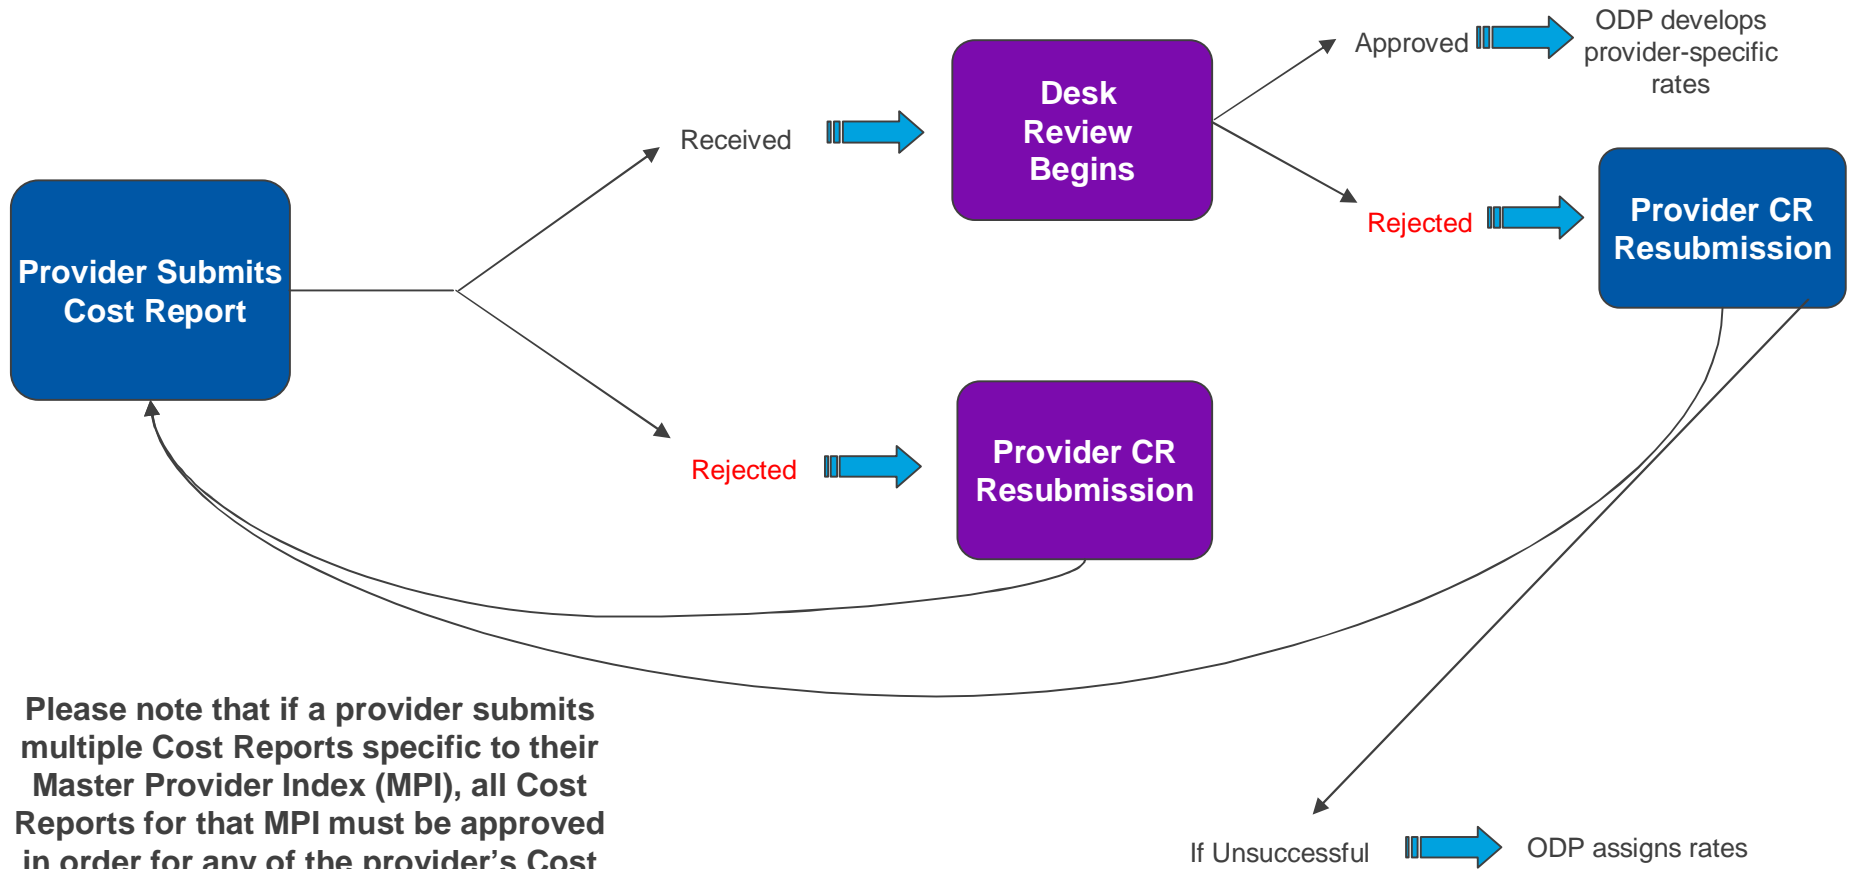 ODP develops
provider-specific
rates
Approved
Desk
Review
Begins
Received
Rejected
Provider CR
Resubmission
Provider Submits
Cost Report
Rejected
Provider CR
Resubmission
Please note that if a provider submits
multiple Cost Reports specific to their
Master Provider Index (MPI), all Cost
Reports for that MPI must be approved
in order for any of the provider’s Cost
If Unsuccessful
ODP assigns rates